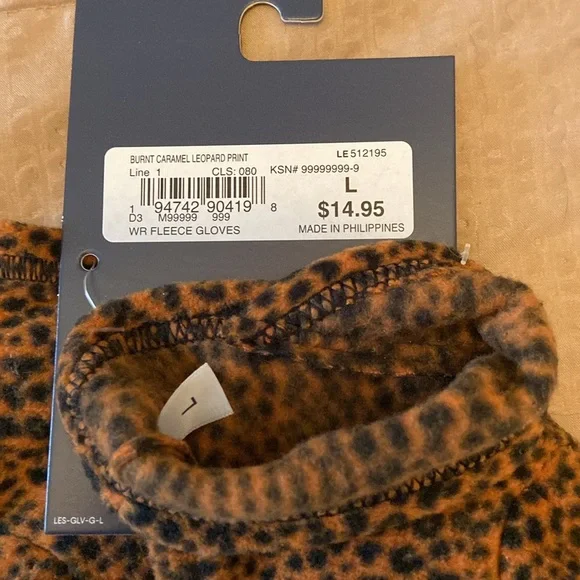 BURNT CARAMEL LEOPARD PRINT LE 512195
Line 1 CLS: 080 KSN# 99999999-9
L
1 94742 90419 8
$14.95
D3 M99999 999
WR FLEECE GLOVES MADE IN PHILIPPINES
L
LES-GLV-G-L